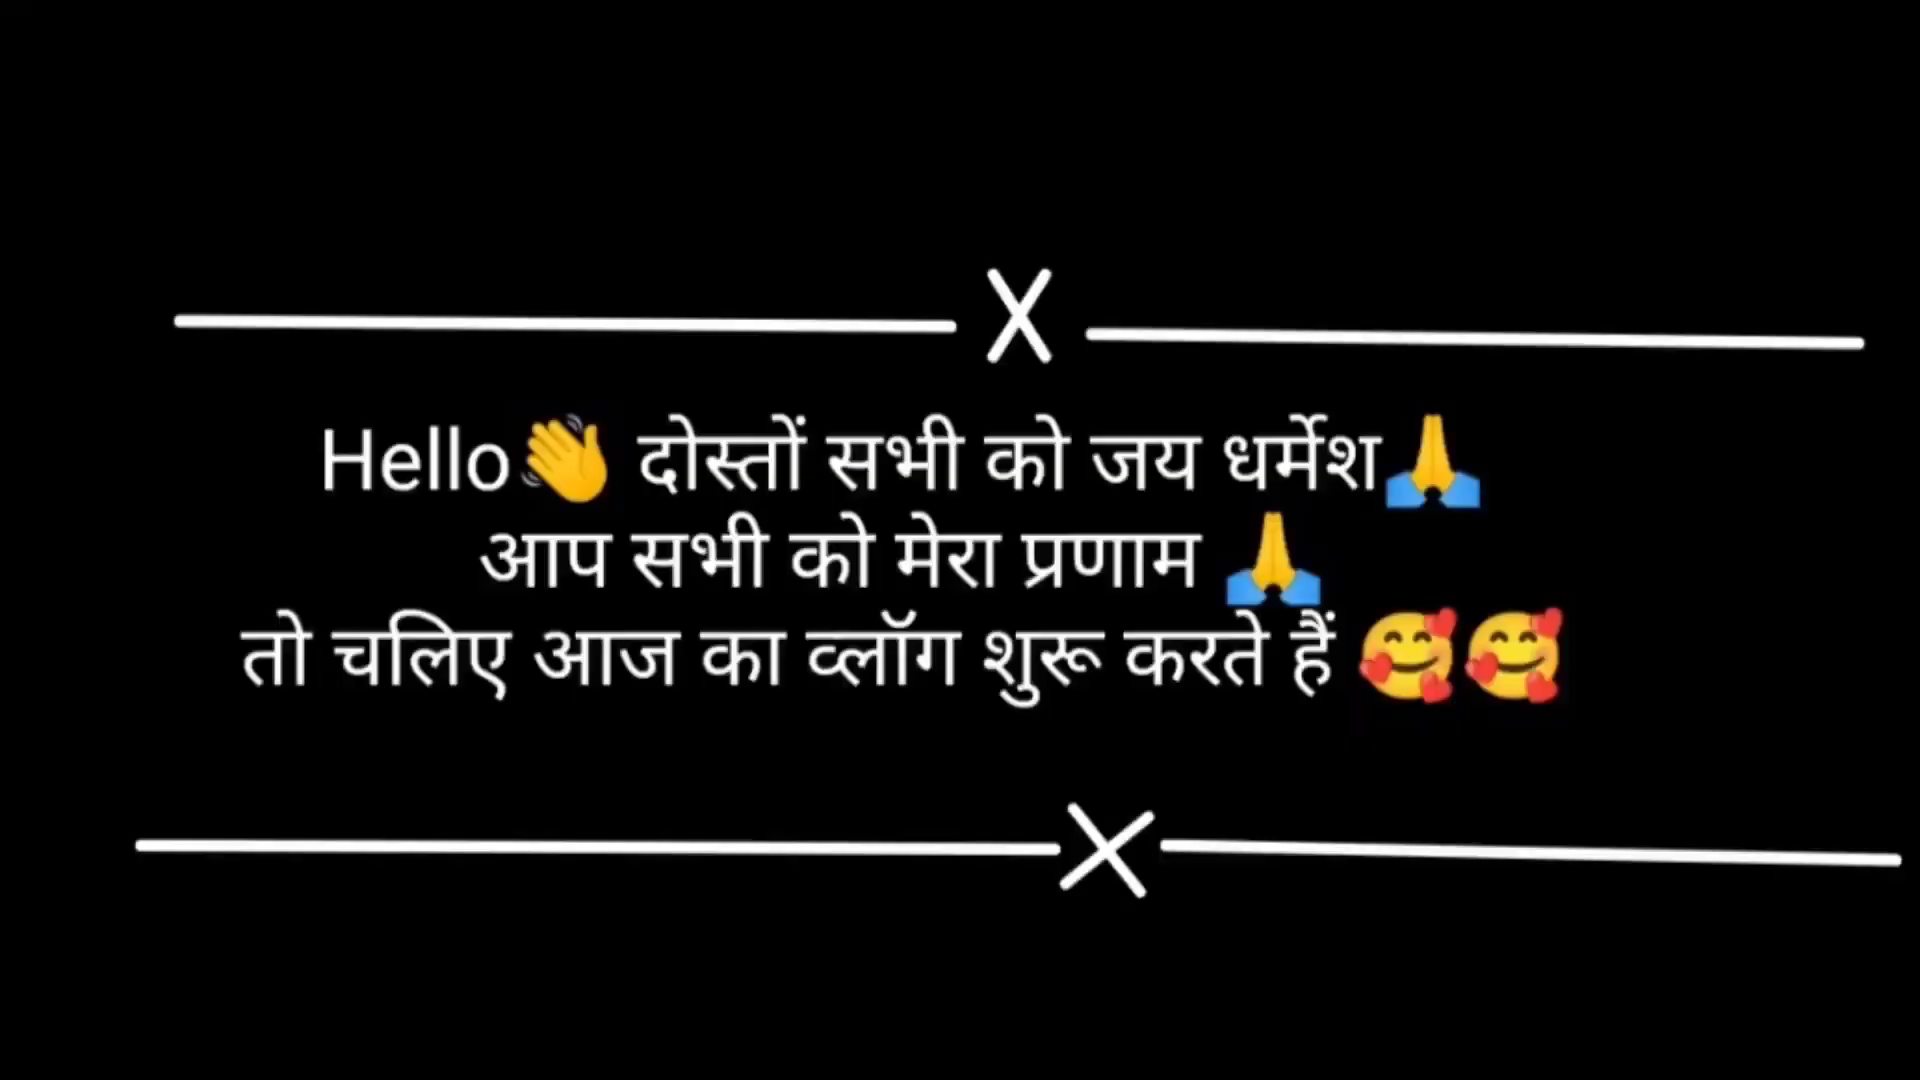 X
Hello👋 दोस्तों सभी को जय धर्मेश🙏
आप सभी को मेरा प्रणाम 🙏
तो चलिए आज का व्लॉग शुरू करते हैं 🥰🥰
X